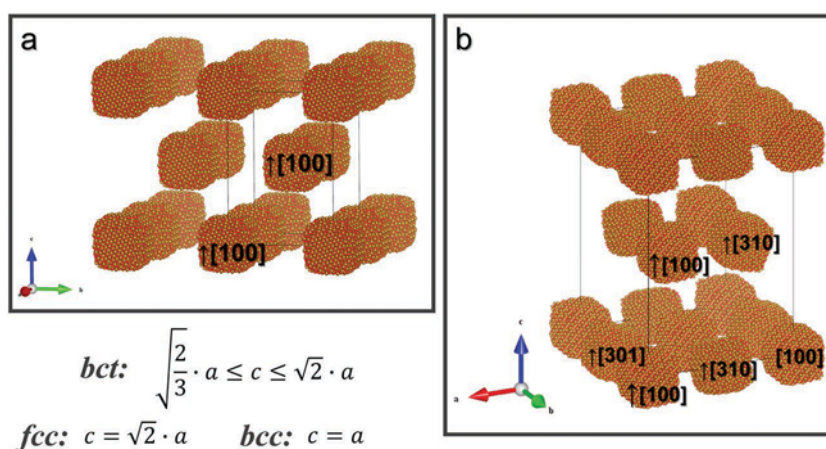 a
↑[100]
↑[100]
c
b
b
↑[310]
↑[100]
↑[301]
↑[310]
[100]
↑[100]
c
a
b
bct: √(2/3) · a ≤ c ≤ √2 · a
fcc: c = √2 · a bcc: c = a